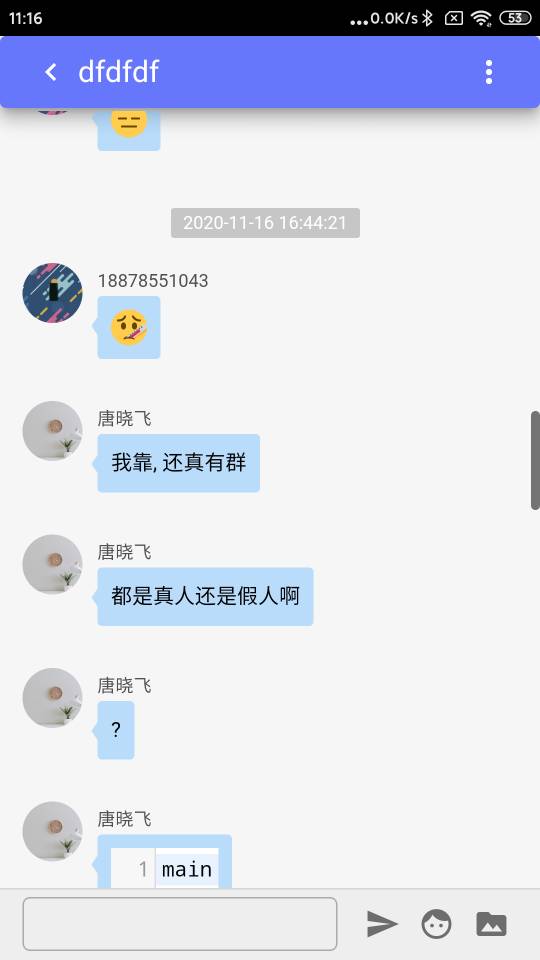 11:16
...0.0K/s
53
dfdfdf
2020-11-16 16:44:21
18878551043
唐晓飞
我靠, 还真有群
唐晓飞
都是真人还是假人啊
唐晓飞
?
唐晓飞
1 main